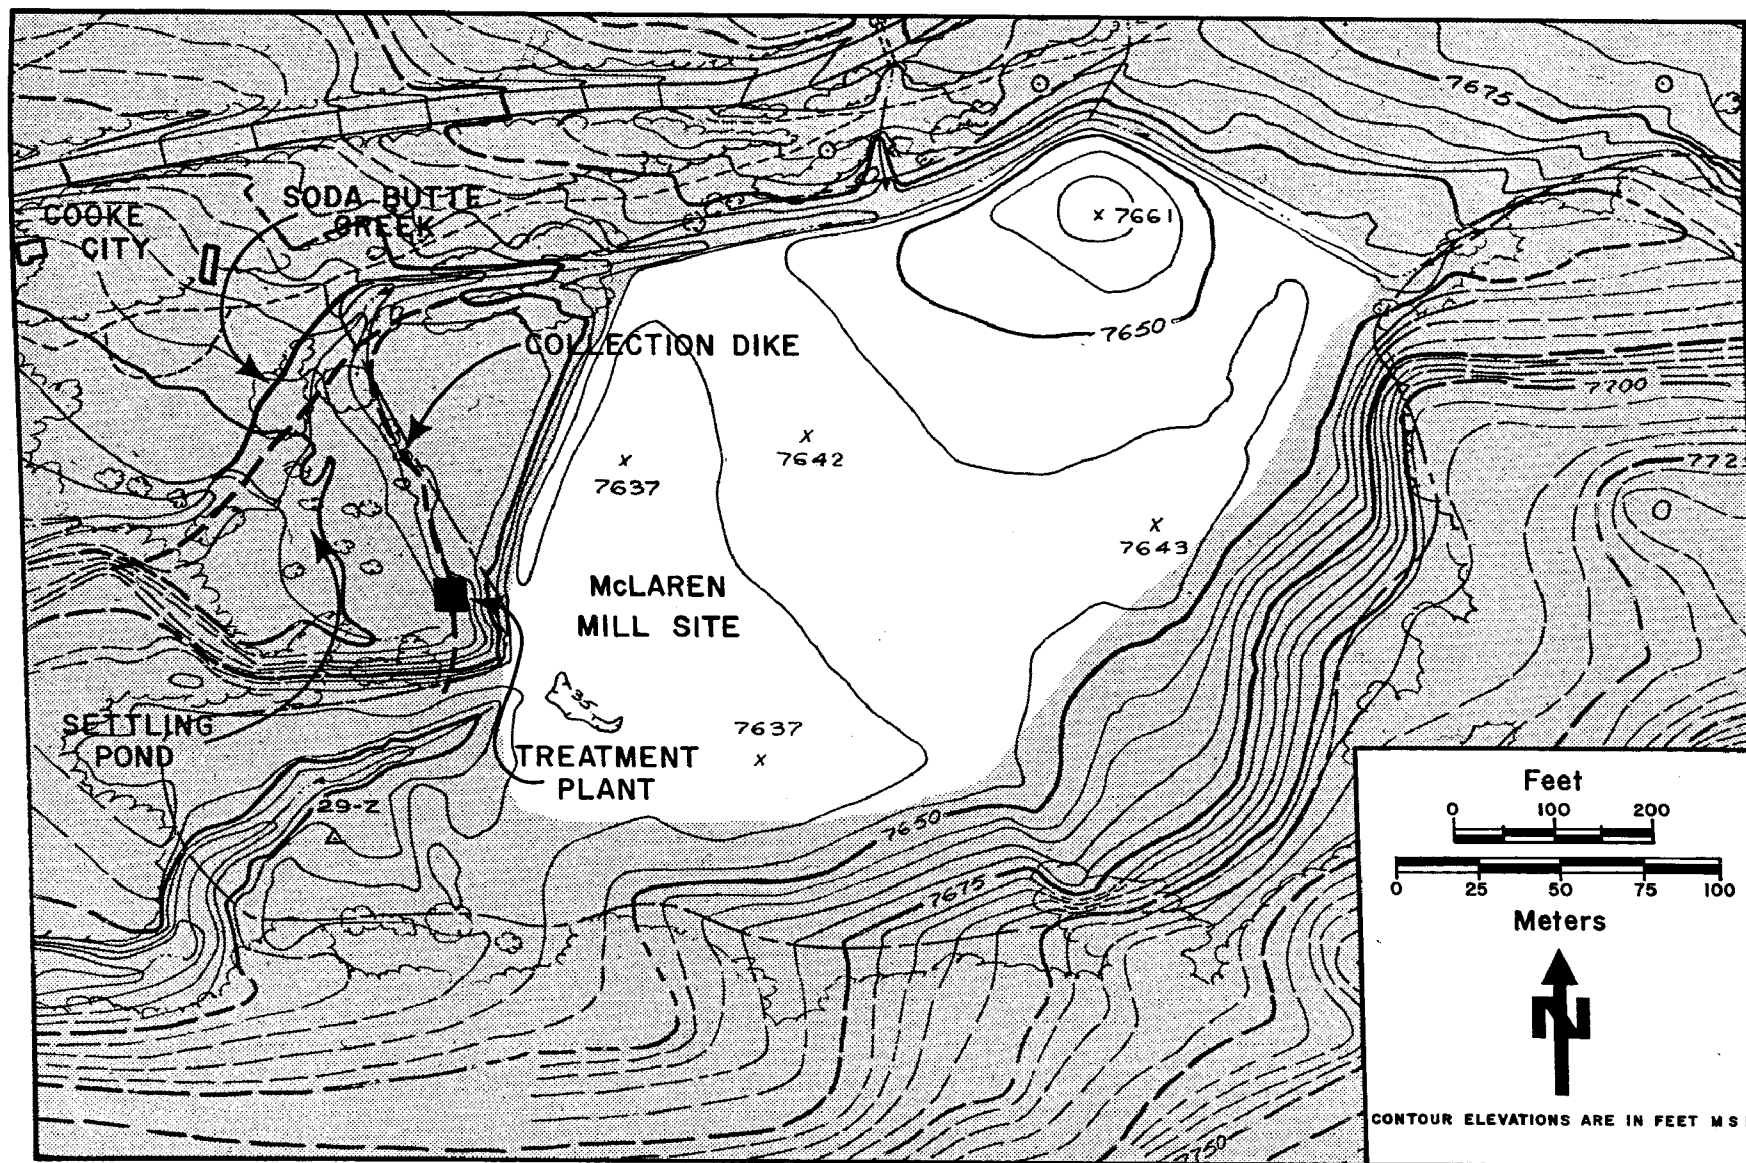 7675
SODA BUTTE
CREEK
COOKE
CITY
x 7661
7650
COLLECTION DIKE
7700
x
7642
x
7637
x
7643
McLAREN
MILL SITE
35
SETTLING
POND
7637
x
TREATMENT
PLANT
29-Z
7650
7675
7750
Feet
0 100 200
0 25 50 75 100
Meters
N
CONTOUR ELEVATIONS ARE IN FEET M S